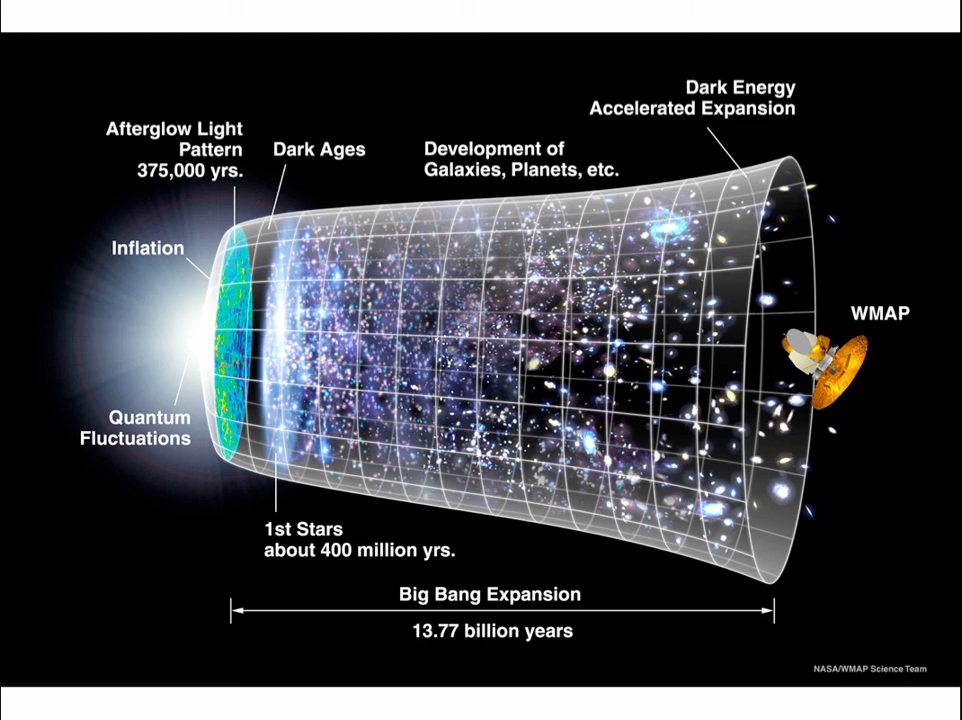 Dark Energy
Accelerated Expansion
Afterglow Light
Pattern
375,000 yrs.
Dark Ages
Development of
Galaxies, Planets, etc.
Inflation
WMAP
Quantum
Fluctuations
1st Stars
about 400 million yrs.
Big Bang Expansion
13.77 billion years
NASA/WMAP Science Team